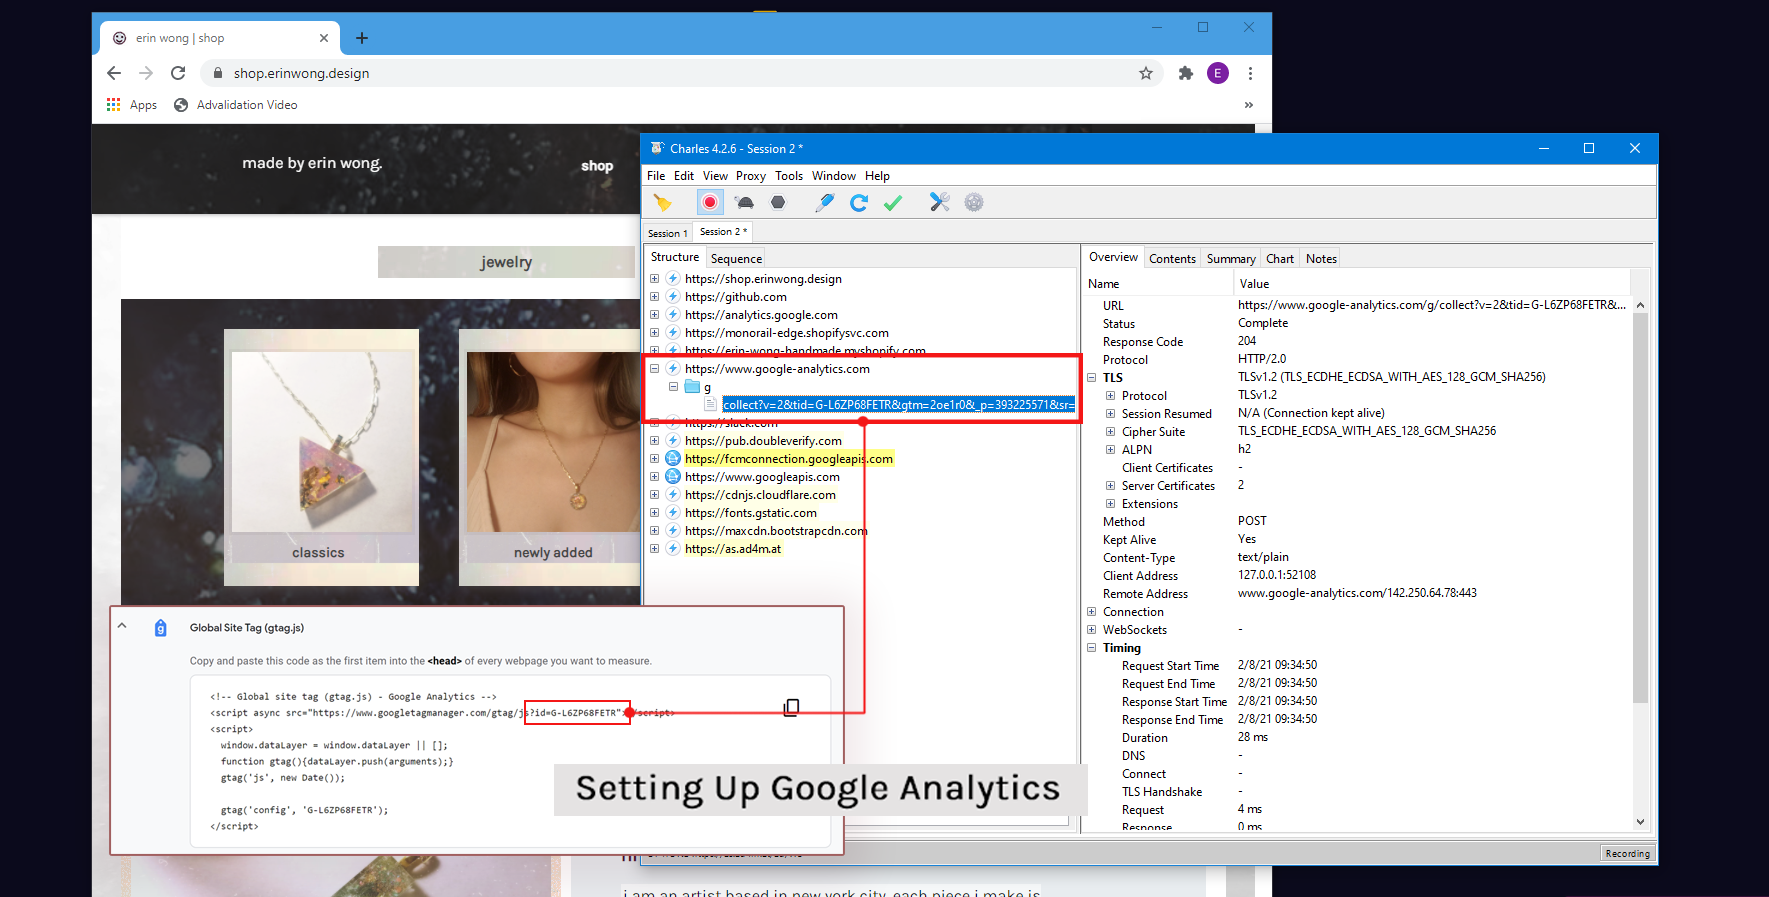 erin wong | shop
shop.erinwong.design
E
Apps
Advalidation Video
»
made by erin wong.
shop
jewelry
classics
newly added
Charles 4.2.6 - Session 2 *
File Edit View Proxy Tools Window Help
Session 1
Session 2 *
Structure
Sequence
https://shop.erinwong.design
https://github.com
https://analytics.google.com
https://monorail-edge.shopifysvc.com
https://erin-wong-handmade.myshopify.com
https://www.google-analytics.com
g
collect?v=2&tid=G-L6ZP68FETR&gtm=2oe1r0&_p=393225571&sr=
https://slack.com
https://pub.doubleverify.com
https://fcmconnection.googleapis.com
https://www.googleapis.com
https://cdnjs.cloudflare.com
https://fonts.gstatic.com
https://maxcdn.bootstrapcdn.com
https://as.ad4m.at
Overview Contents Summary Chart Notes
Name Value
URL https://www.google-analytics.com/g/collect?v=2&tid=G-L6ZP68FETR&...
Status Complete
Response Code 204
Protocol HTTP/2.0
TLS TLSv1.2 (TLS_ECDHE_ECDSA_WITH_AES_128_GCM_SHA256)
Protocol TLSv1.2
Session Resumed N/A (Connection kept alive)
Cipher Suite TLS_ECDHE_ECDSA_WITH_AES_128_GCM_SHA256
ALPN h2
Client Certificates -
Server Certificates 2
Extensions
Method POST
Kept Alive Yes
Content-Type text/plain
Client Address 127.0.0.1:52108
Remote Address www.google-analytics.com/142.250.64.78:443
Connection
WebSockets -
Timing
Request Start Time 2/8/21 09:34:50
Request End Time 2/8/21 09:34:50
Response Start Time 2/8/21 09:34:50
Response End Time 2/8/21 09:34:50
Duration 28 ms
DNS -
Connect -
TLS Handshake -
Request 4 ms
Response 0 ms
Recording
g
Global Site Tag (gtag.js)
Copy and paste this code as the first item into the <head> of every webpage you want to measure.
<!-- Global site tag (gtag.js) - Google Analytics -->
<script async src="https://www.googletagmanager.com/gtag/js?id=G-L6ZP68FETR"></script>
<script>
window.dataLayer = window.dataLayer || [];
function gtag(){dataLayer.push(arguments);}
gtag('js', new Date());
gtag('config', 'G-L6ZP68FETR');
</script>
Setting Up Google Analytics
i am an artist based in new york city. each piece i make is